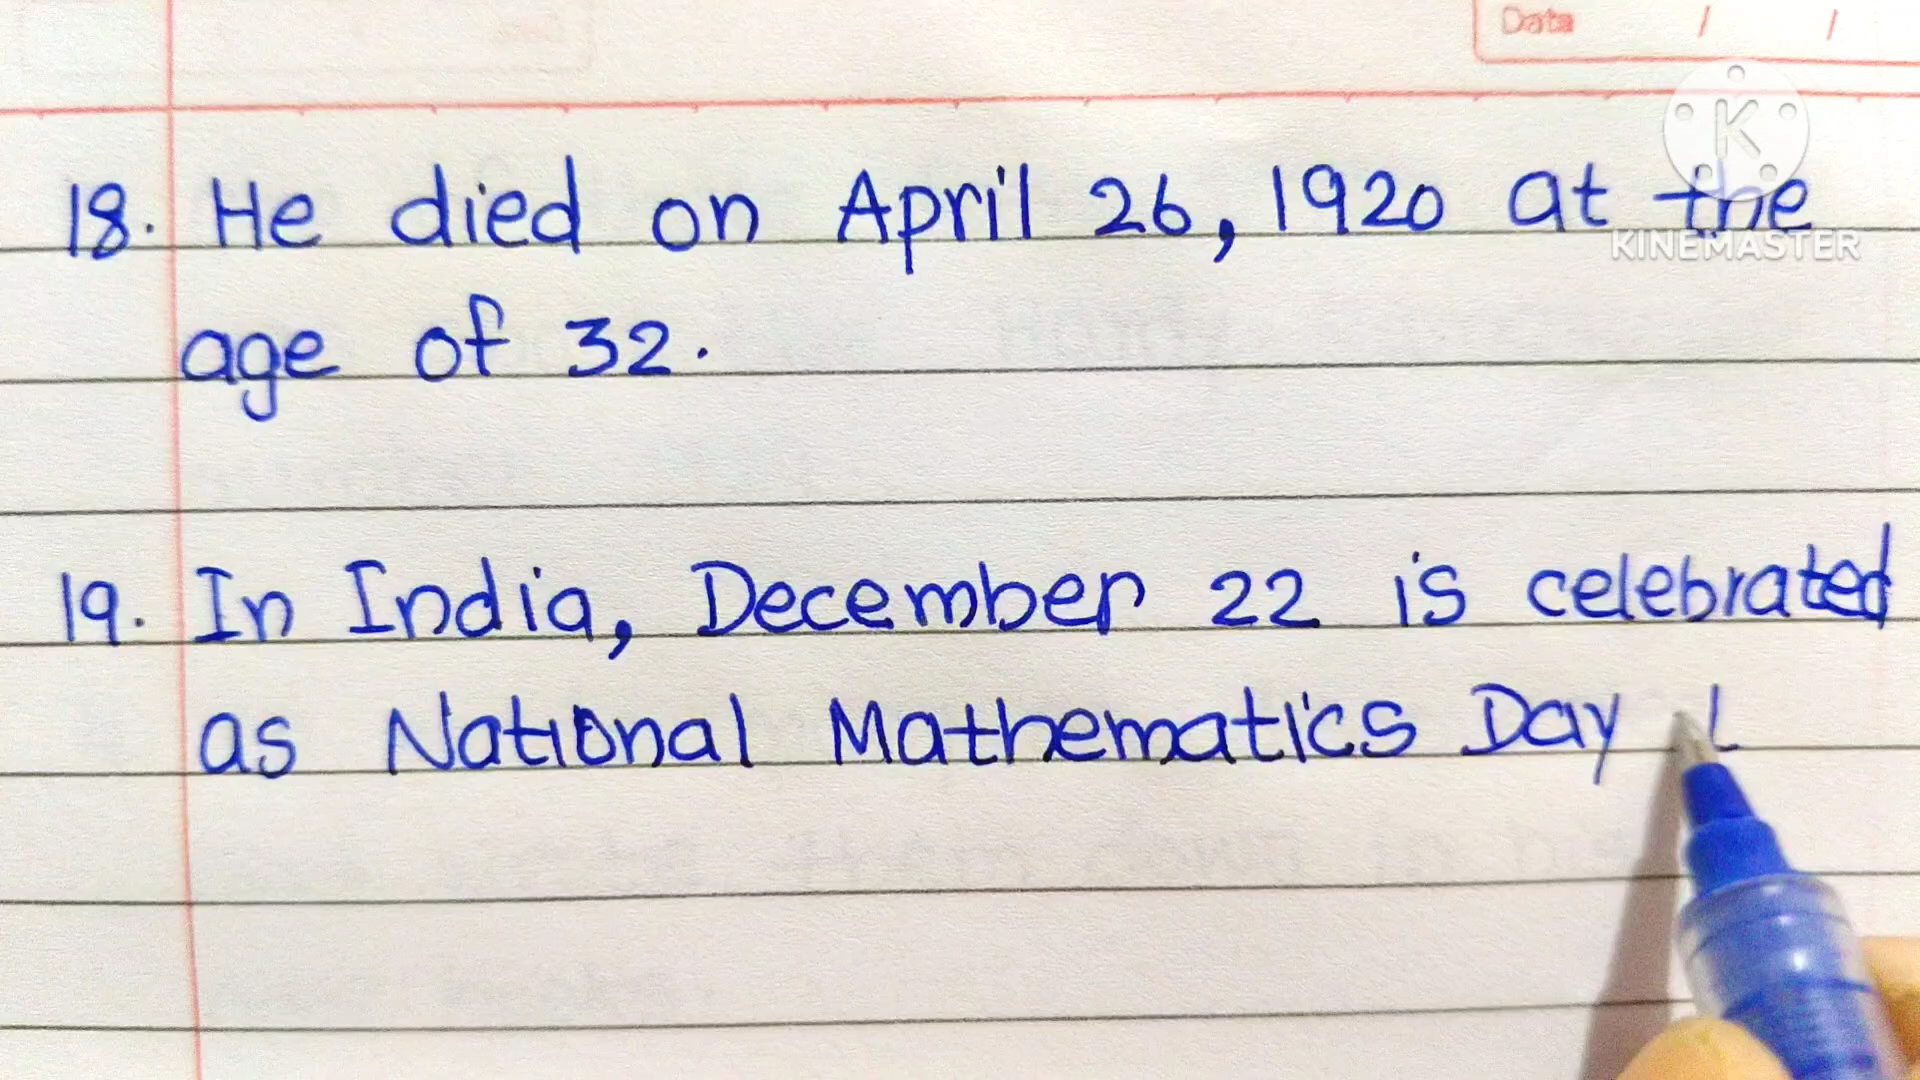 Data / /
KINEMASTER
18. He died on April 26, 1920 at the
age of 32.
19. In India, December 22 is celebrated
as National Mathematics Day